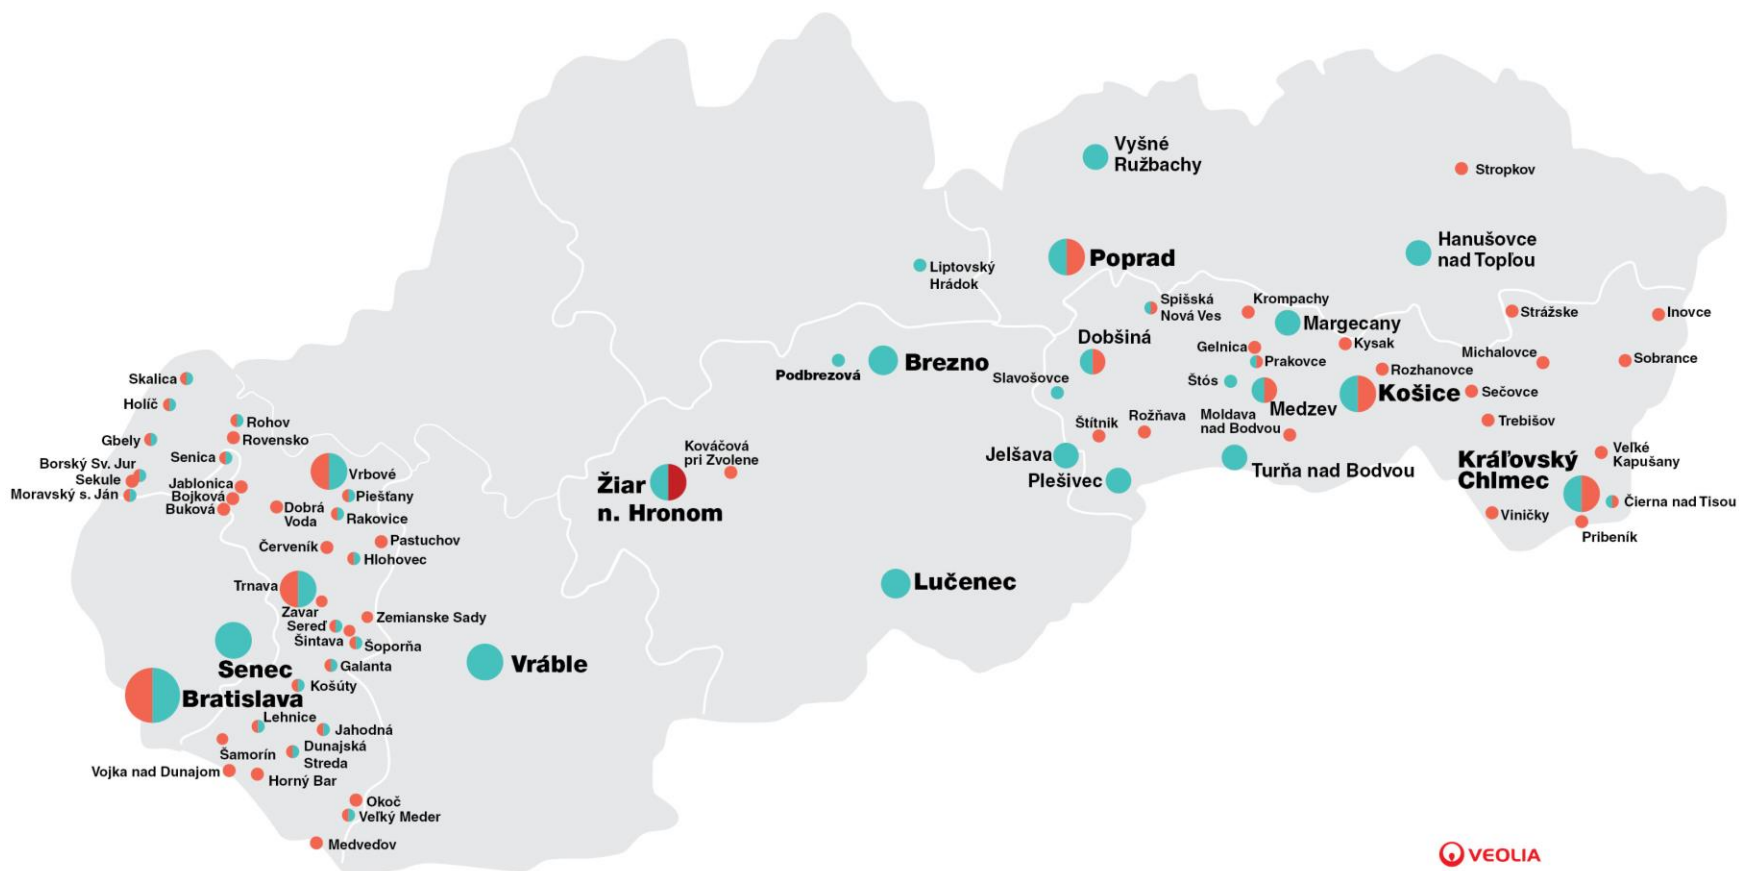 Vyšné
Ružbachy
Stropkov
Hanušovce
nad Topľou
Poprad
Liptovský
Hrádok
Spišská
Nová Ves
Krompachy
Margecany
Strážske
Inovce
Dobšiná
Gelnica
Kysak
Prakovce
Michalovce
Sobrance
Brezno
Podbrezová
Slavošovce
Štós
Rozhanovce
Skalica
Medzev
Košice
Sečovce
Holíč
Rohov
Rovensko
Štítnik
Rožňava
Moldava
nad Bodvou
Trebišov
Gbely
Senica
Kováčová
pri Zvolene
Jelšava
Turňa nad Bodvou
Kráľovský
Chlmec
Veľké
Kapušany
Borský Sv. Jur
Sekule
Moravský s. Ján
Jablonica
Bojková
Buková
Vrbové
Piešťany
Žiar
n. Hronom
Plešivec
Čierna nad Tisou
Viničky
Pribeník
Dobrá
Voda
Rakovice
Pastuchov
Červeník
Hlohovec
Trnava
Lučenec
Zavar
Sereď
Šintava
Zemianske Sady
Šoporňa
Senec
Galanta
Vráble
Bratislava
Košúty
Lehnice
Jahodná
Šamorín
Dunajská
Streda
Vojka nad Dunajom
Horný Bar
Okoč
Veľký Meder
Medveďov
VEOLIA